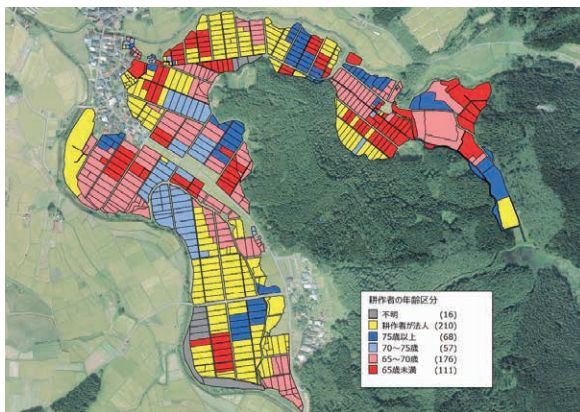 耕作者の年齢区分
不明 (16)
耕作者が法人 (210)
75歳以上 (68)
70～75歳 (57)
65～70歳 (176)
65歳未満 (111)